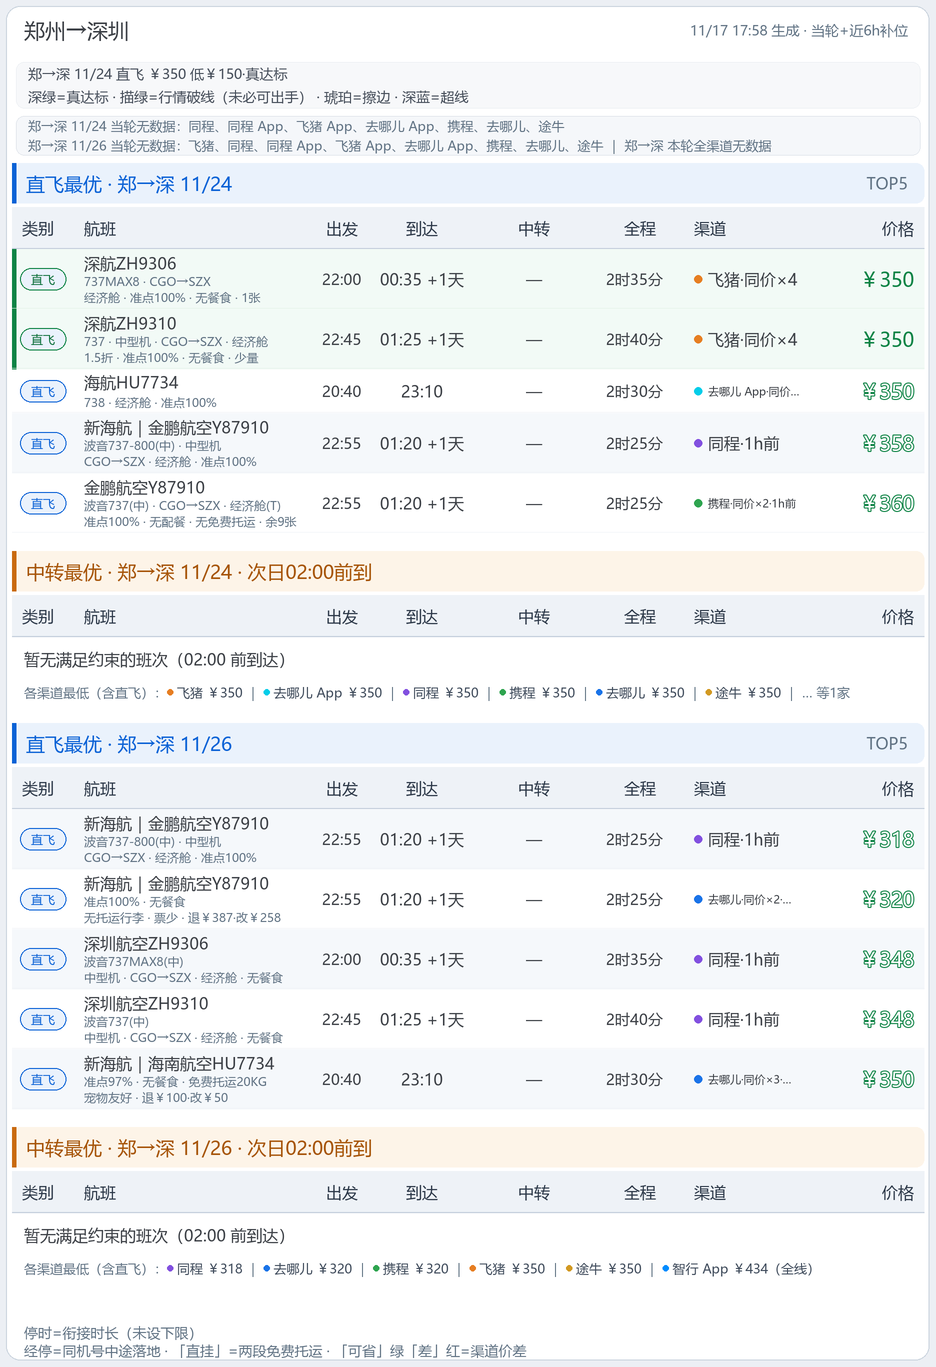 郑州→深圳
11/17 17:58 生成 · 当轮+近6h补位
郑→深 11/24 直飞 ¥350 低¥150·真达标
深绿=真达标 · 描绿=行情破线（未必可出手） · 琥珀=擦边 · 深蓝=超线
郑→深 11/24 当轮无数据：同程、同程 App、飞猪 App、去哪儿 App、携程、去哪儿、途牛
郑→深 11/26 当轮无数据：飞猪、同程、同程 App、飞猪 App、去哪儿 App、携程、去哪儿、途牛 | 郑→深 本轮全渠道无数据
直飞最优 · 郑→深 11/24 TOP5
类别 航班 出发 到达 中转 全程 渠道 价格
深航ZH9306
直飞 737MAX8 · CGO→SZX 22:00 00:35 +1天 — 2时35分 飞猪·同价×4 ¥350
经济舱 · 准点100% · 无餐食 · 1张
深航ZH9310
直飞 737 · 中型机 · CGO→SZX · 经济舱 22:45 01:25 +1天 — 2时40分 飞猪·同价×4 ¥350
1.5折 · 准点100% · 无餐食 · 少量
海航HU7734
直飞 20:40 23:10 — 2时30分 去哪儿 App·同价… ¥350
738 · 经济舱 · 准点100%
新海航 | 金鹏航空Y87910
直飞 波音737-800(中) · 中型机 22:55 01:20 +1天 — 2时25分 同程·1h前 ¥358
CGO→SZX · 经济舱 · 准点100%
金鹏航空Y87910
直飞 波音737(中) · CGO→SZX · 经济舱(T) 22:55 01:20 +1天 — 2时25分 携程·同价×2·1h前 ¥360
准点100% · 无配餐 · 无免费托运 · 余9张
中转最优 · 郑→深 11/24 · 次日02:00前到
类别 航班 出发 到达 中转 全程 渠道 价格
暂无满足约束的班次（02:00 前到达）
各渠道最低（含直飞）: 飞猪 ¥350 | 去哪儿 App ¥350 | 同程 ¥350 | 携程 ¥350 | 去哪儿 ¥350 | 途牛 ¥350 | … 等1家
直飞最优 · 郑→深 11/26 TOP5
类别 航班 出发 到达 中转 全程 渠道 价格
新海航 | 金鹏航空Y87910
直飞 波音737-800(中) · 中型机 22:55 01:20 +1天 — 2时25分 同程·1h前 ¥318
CGO→SZX · 经济舱 · 准点100%
新海航 | 金鹏航空Y87910
直飞 准点100% · 无餐食 22:55 01:20 +1天 — 2时25分 去哪儿·同价×2·… ¥320
无托运行李 · 票少 · 退¥387·改¥258
深圳航空ZH9306
直飞 波音737MAX8(中) 22:00 00:35 +1天 — 2时35分 同程·1h前 ¥348
中型机 · CGO→SZX · 经济舱 · 无餐食
深圳航空ZH9310
直飞 波音737(中) 22:45 01:25 +1天 — 2时40分 同程·1h前 ¥348
中型机 · CGO→SZX · 经济舱 · 无餐食
新海航 | 海南航空HU7734
直飞 准点97% · 无餐食 · 免费托运20KG 20:40 23:10 — 2时30分 去哪儿·同价×3·… ¥350
宠物友好 · 退¥100·改¥50
中转最优 · 郑→深 11/26 · 次日02:00前到
类别 航班 出发 到达 中转 全程 渠道 价格
暂无满足约束的班次（02:00 前到达）
各渠道最低（含直飞）: 同程 ¥318 | 去哪儿 ¥320 | 携程 ¥320 | 飞猪 ¥350 | 途牛 ¥350 | 智行 App ¥434（全线）
停时=衔接时长（未设下限）
经停=同机号中途落地 · 「直挂」=两段免费托运 · 「可省」绿「差」红=渠道价差